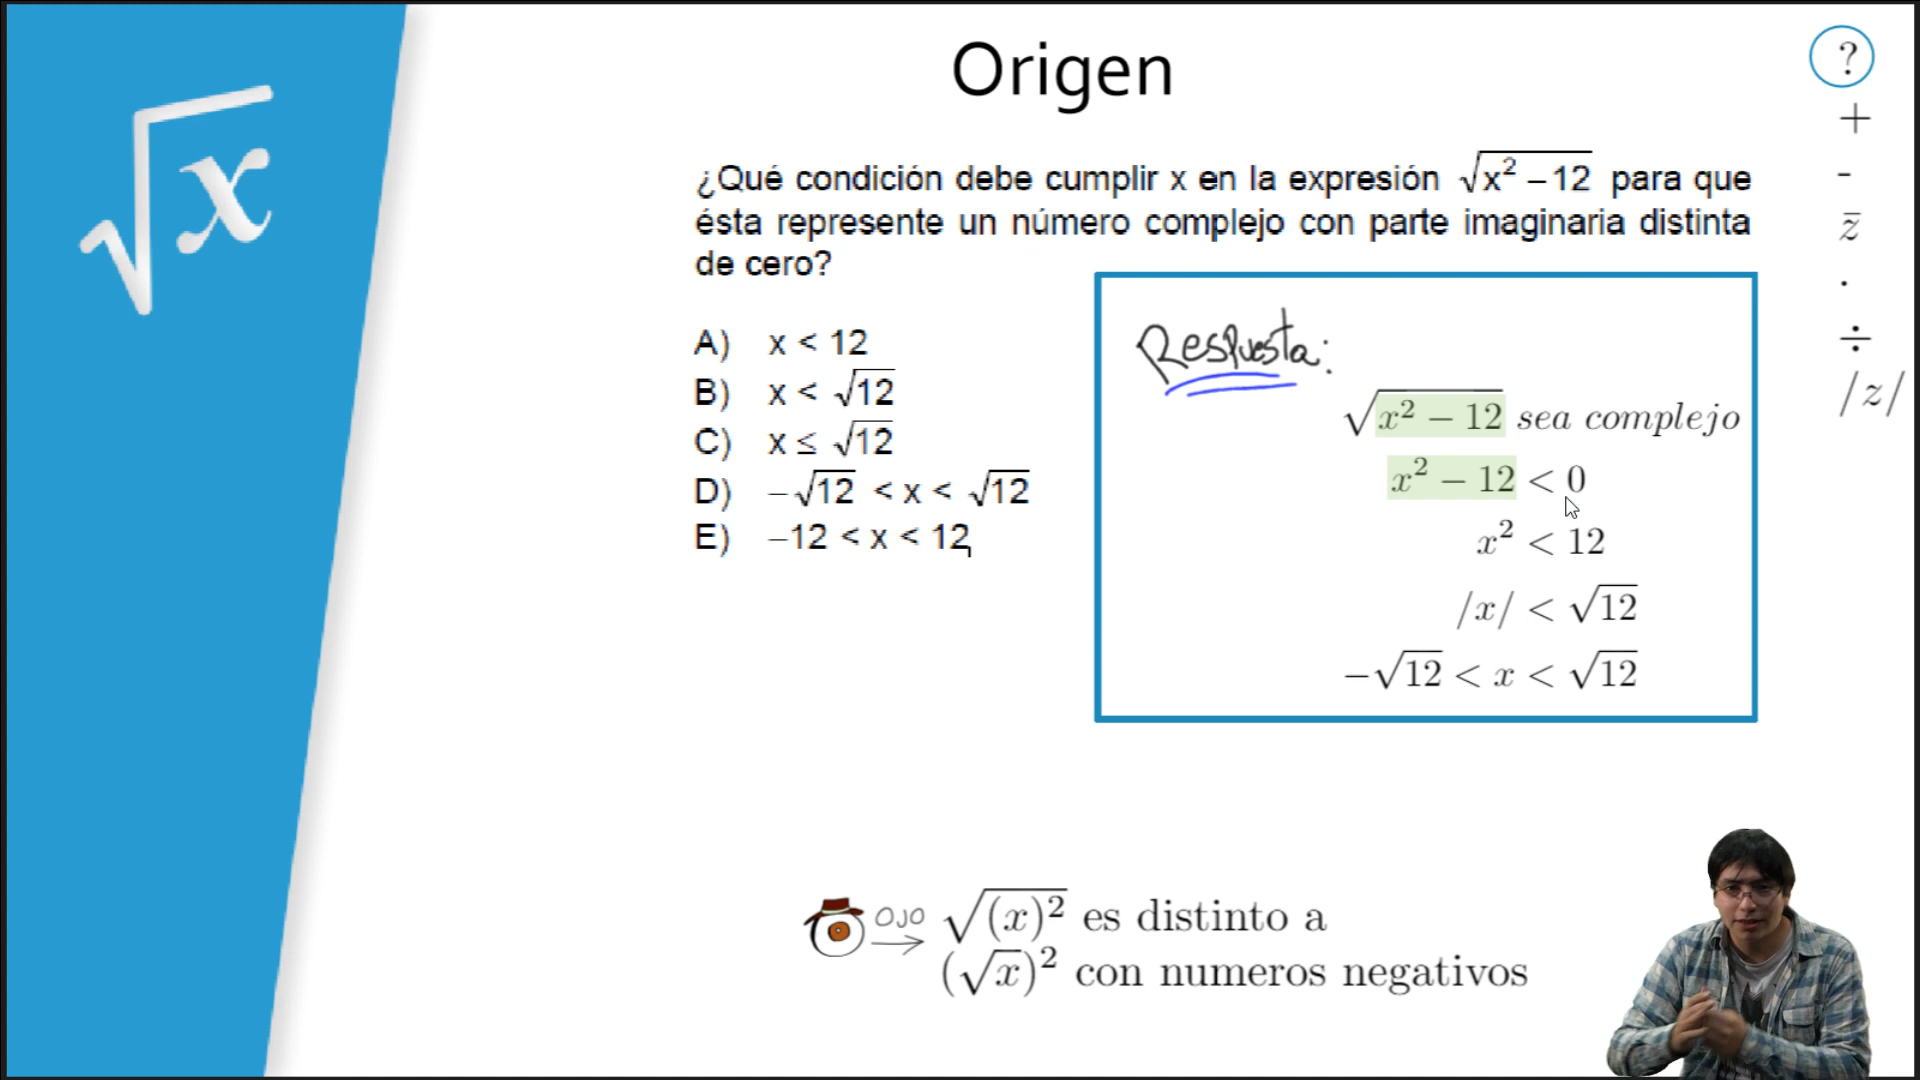 √x
Origen
¿Qué condición debe cumplir x en la expresión √(x² – 12) para que
ésta represente un número complejo con parte imaginaria distinta
de cero?
A) x < 12
B) x < √12
C) x ≤ √12
D) –√12 < x < √12
E) –12 < x < 12
Respuesta:
√(x² − 12) sea complejo
x² − 12 < 0
x² < 12
/x/ < √12
−√12 < x < √12
OJO √(x)² es distinto a
(√x)² con numeros negativos
?
+
-
z̄
·
÷
/z/